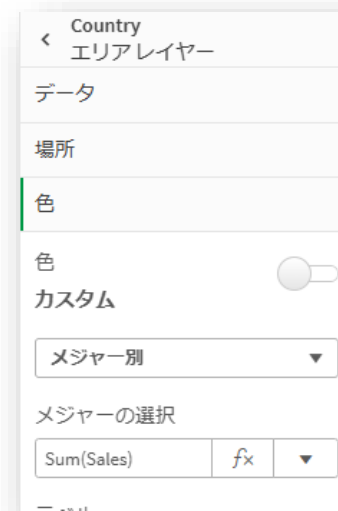 Country
エリアレイヤー
データ
場所
色
色
カスタム
メジャー別
メジャーの選択
Sum(Sales) fx